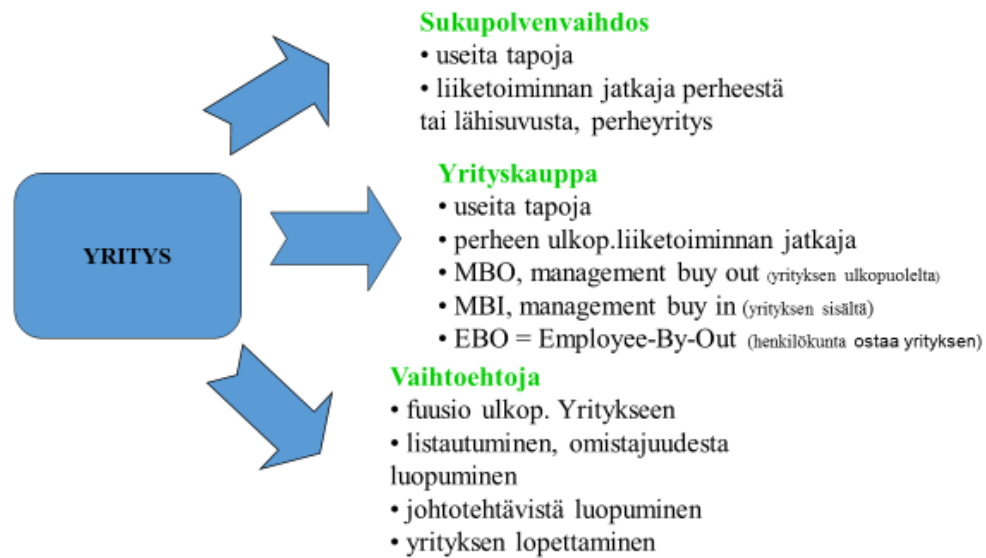 Sukupolvenvaihdos
• useita tapoja
• liiketoiminnan jatkaja perheestä
tai lähisuvusta, perheyritys
Yrityskauppa
• useita tapoja
• perheen ulkop.liiketoiminnan jatkaja
• MBO, management buy out (yrityksen ulkopuolelta)
• MBI, management buy in (yrityksen sisältä)
• EBO = Employee-By-Out (henkilökunta ostaa yrityksen)
YRITYS
Vaihtoehtoja
• fuusio ulkop. Yritykseen
• listautuminen, omistajuudesta
luopuminen
• johtotehtävistä luopuminen
• yrityksen lopettaminen